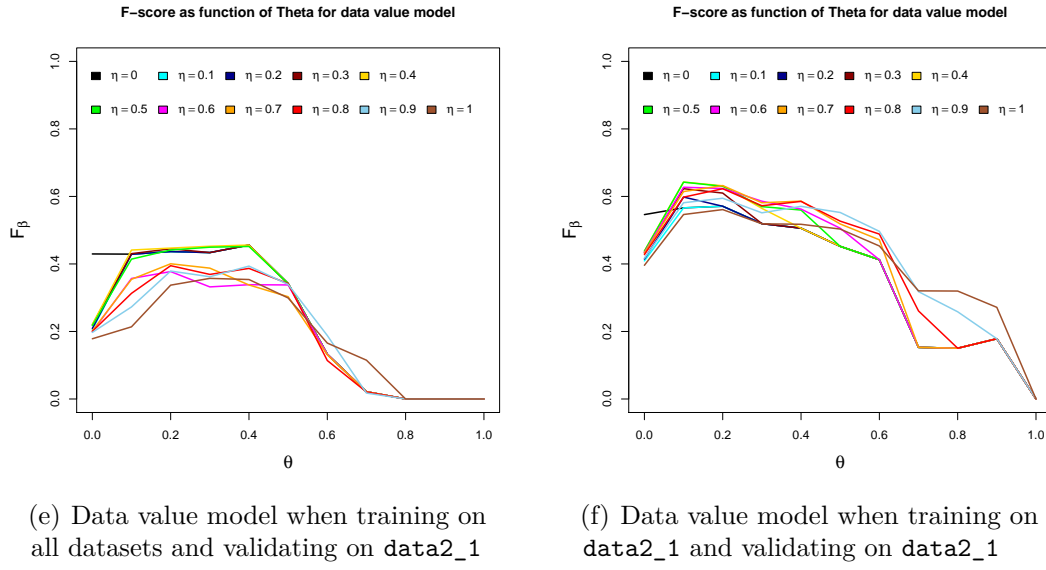 F−score as function of Theta for data value model
1.0
0.8
0.6
0.4
0.2
0.0
Fβ
η = 0 η = 0.1 η = 0.2 η = 0.3 η = 0.4
η = 0.5 η = 0.6 η = 0.7 η = 0.8 η = 0.9 η = 1
0.0 0.2 0.4 0.6 0.8 1.0
θ
(e) Data value model when training on
all datasets and validating on data2_1
F−score as function of Theta for data value model
1.0
0.8
0.6
0.4
0.2
0.0
Fβ
η = 0 η = 0.1 η = 0.2 η = 0.3 η = 0.4
η = 0.5 η = 0.6 η = 0.7 η = 0.8 η = 0.9 η = 1
0.0 0.2 0.4 0.6 0.8 1.0
θ
(f) Data value model when training on
data2_1 and validating on data2_1